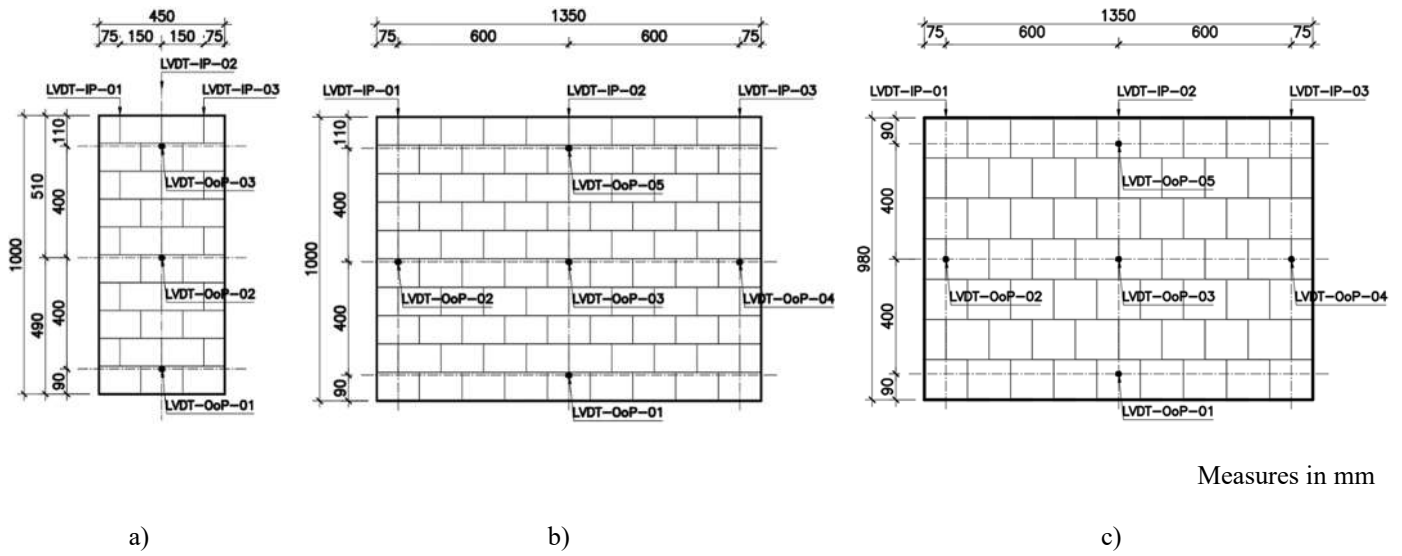 450
75 150 150 75
LVDT-IP-02
LVDT-IP-01
LVDT-IP-03
110
510
400
1000
490
400
90
LVDT-OoP-03
LVDT-OoP-02
LVDT-OoP-01
1350
75 600 600 75
LVDT-IP-01 LVDT-IP-02 LVDT-IP-03
110
400
1000
400
90
LVDT-OoP-05
LVDT-OoP-02 LVDT-OoP-03 LVDT-OoP-04
LVDT-OoP-01
1350
75 600 600 75
LVDT-IP-01 LVDT-IP-02 LVDT-IP-03
90
400
980
400
90
LVDT-OoP-05
LVDT-OoP-02 LVDT-OoP-03 LVDT-OoP-04
LVDT-OoP-01
Measures in mm
a) b) c)